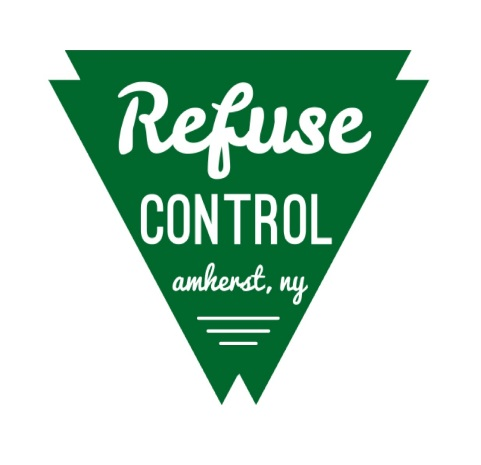 Refuse
CONTROL
amherst, ny